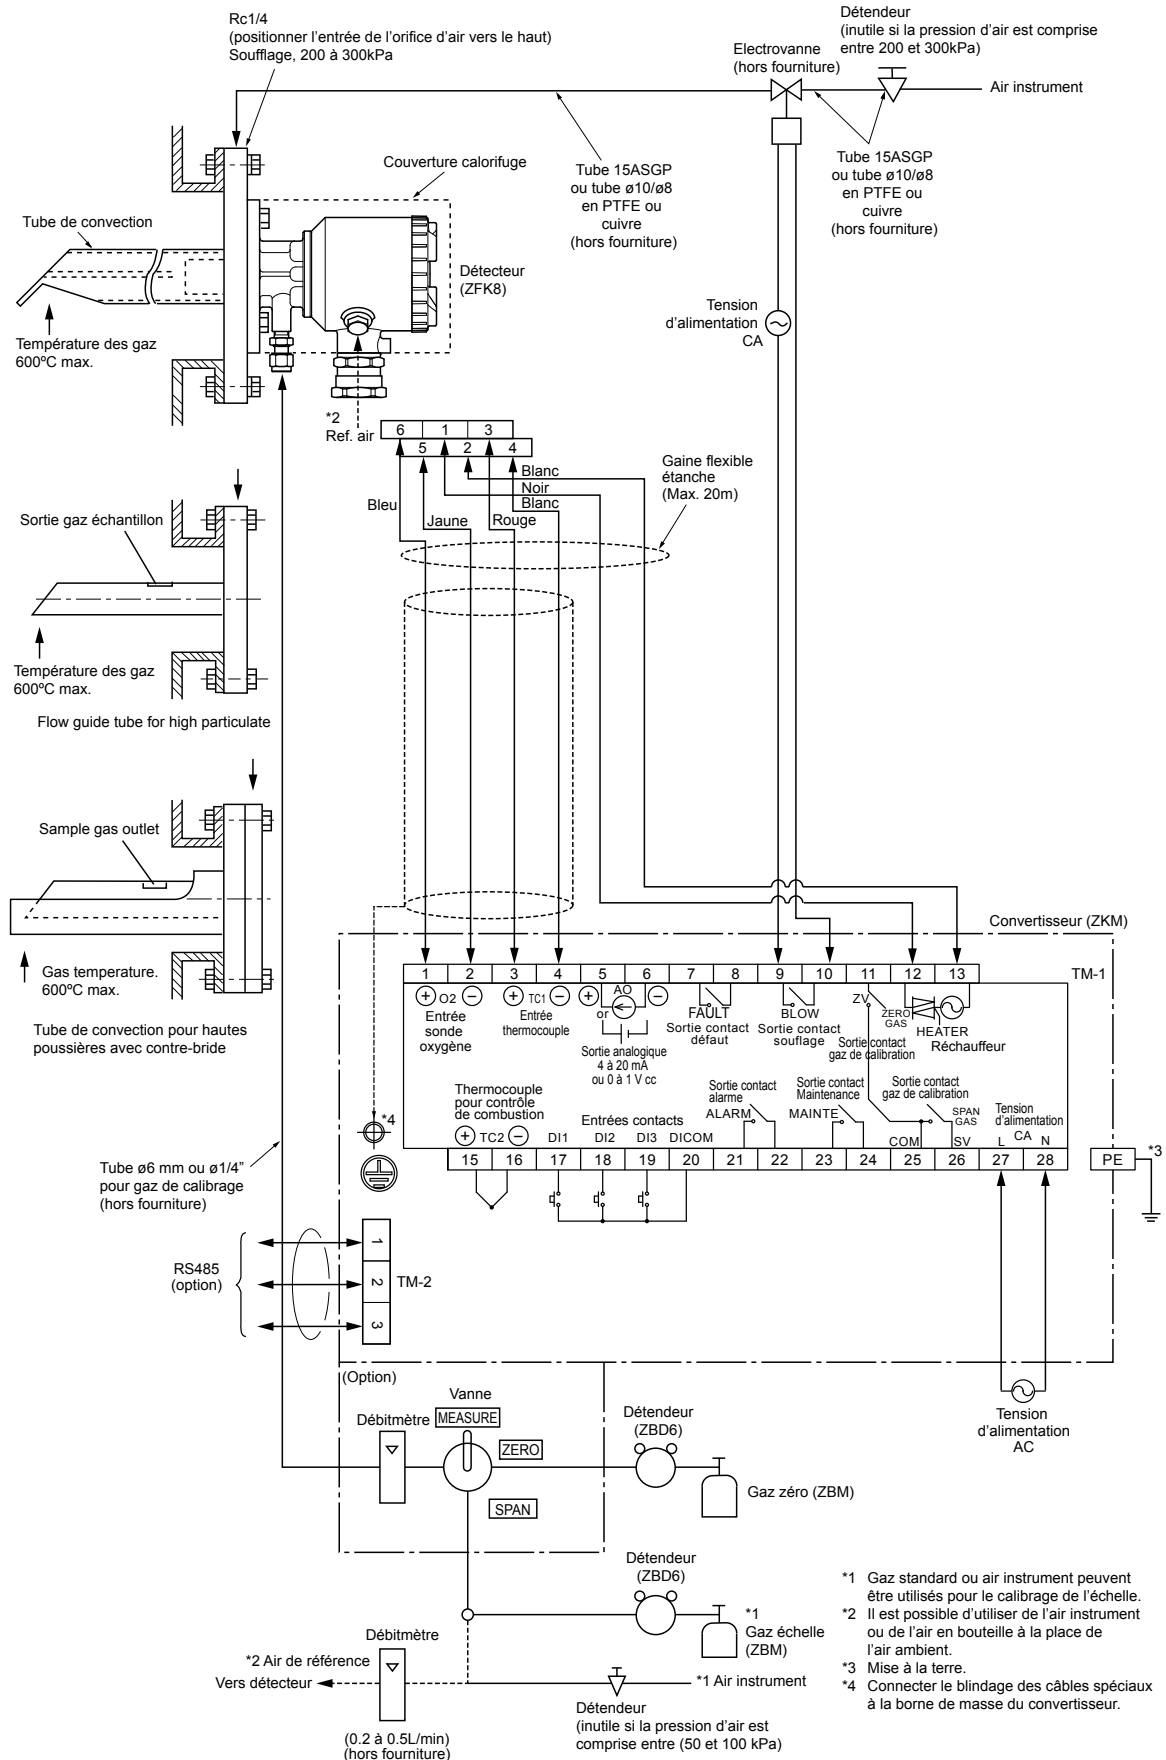 Rc1/4
(positionner l'entrée de l'orifice d'air vers le haut)
Soufflage, 200 à 300kPa
Détendeur
(inutile si la pression d'air est comprise
entre 200 et 300kPa)
Electrovanne
(hors fourniture)
Air instrument
Couverture calorifuge
Tube 15ASGP
ou tube ø10/ø8
en PTFE ou
cuivre
(hors fourniture)
Tube 15ASGP
ou tube ø10/ø8
en PTFE ou
cuivre
(hors fourniture)
Tube de convection
Détecteur
(ZFK8)
Tension
d'alimentation
CA
Température des gaz
600ºC max.
*2
Ref. air
6 1 3
5 2 4
Blanc
Noir
Blanc
Bleu
Jaune
Rouge
Gaine flexible
étanche
(Max. 20m)
Sortie gaz échantillon
Température des gaz
600ºC max.
Flow guide tube for high particulate
Sample gas outlet
Gas temperature.
600ºC max.
Tube de convection pour hautes
poussières avec contre-bride
Convertisseur (ZKM)
1 2 3 4 5 6 7 8 9 10 11 12 13
TM-1
+ O2 −
Entrée
sonde
oxygène
+ TC1 −
Entrée
thermocouple
+ AO −
or
Sortie analogique
4 à 20 mA
ou 0 à 1 V cc
FAULT
Sortie contact
défaut
BLOW
Sortie contact
souflage
ZV
ZERO
GAS
Sortie contact
gaz de calibration
HEATER
Réchauffeur
Thermocouple
pour contrôle
de combustion
+ TC2 −
Entrées contacts
DI1 DI2 DI3 DICOM
Sortie contact
alarme
ALARM
Sortie contact
Maintenance
MAINTE
Sortie contact
gaz de calibration
SPAN
GAS
COM SV
Tension
d'alimentation
CA
L N
15 16 17 18 19 20 21 22 23 24 25 26 27 28
PE
*3
*4
Tube ø6 mm ou ø1/4"
pour gaz de calibrage
(hors fourniture)
RS485
(option)
1
2
3
TM-2
(Option)
Vanne
Débitmètre
MEASURE
ZERO
SPAN
Détendeur
(ZBD6)
Gaz zéro (ZBM)
Tension
d'alimentation
AC
Détendeur
(ZBD6)
*1
Gaz échelle
(ZBM)
Débitmètre
*2 Air de référence
Vers détecteur
(0.2 à 0.5L/min)
(hors fourniture)
*1 Air instrument
Détendeur
(inutile si la pression d'air est
comprise entre (50 et 100 kPa)
*1 Gaz standard ou air instrument peuvent
être utilisés pour le calibrage de l'échelle.
*2 Il est possible d'utiliser de l'air instrument
ou de l'air en bouteille à la place de
l'air ambient.
*3 Mise à la terre.
*4 Connecter le blindage des câbles spéciaux
à la borne de masse du convertisseur.